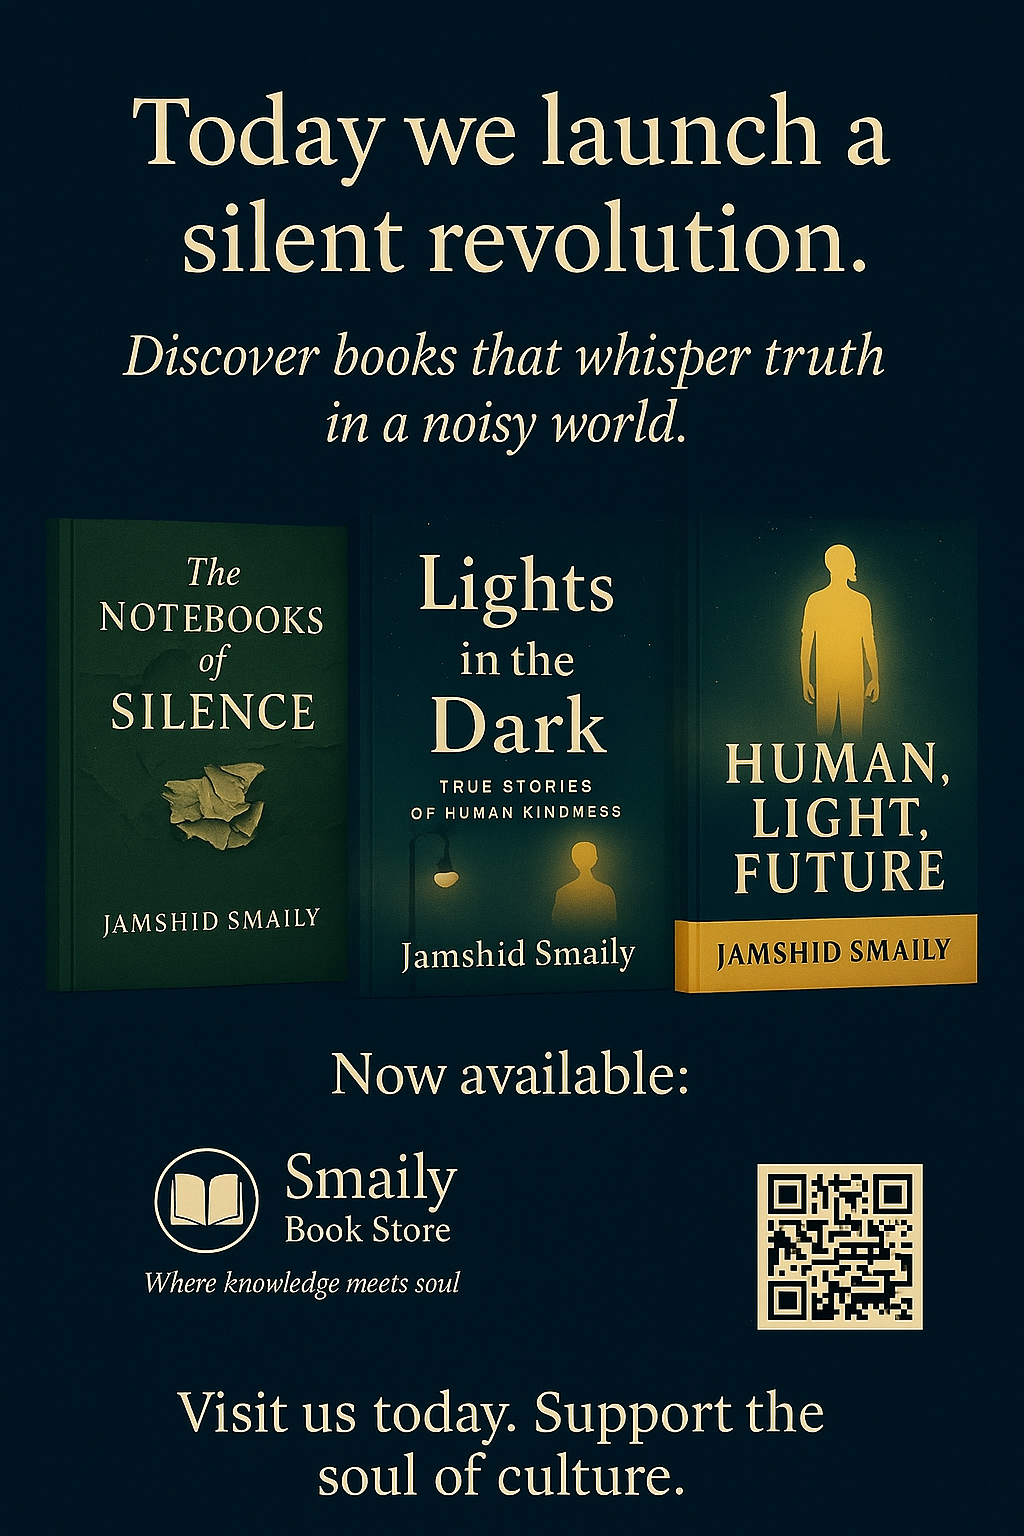 Today we launch a
silent revolution.
Discover books that whisper truth
in a noisy world.
The
NOTEBOOKS
of
SILENCE
JAMSHID SMAILY
Lights
in the
Dark
TRUE STORIES
OF HUMAN KINDMESS
Jamshid Smaily
HUMAN,
LIGHT,
FUTURE
JAMSHID SMAILY
Now available:
Smaily
Book Store
Where knowledge meets soul
Visit us today. Support the
soul of culture.